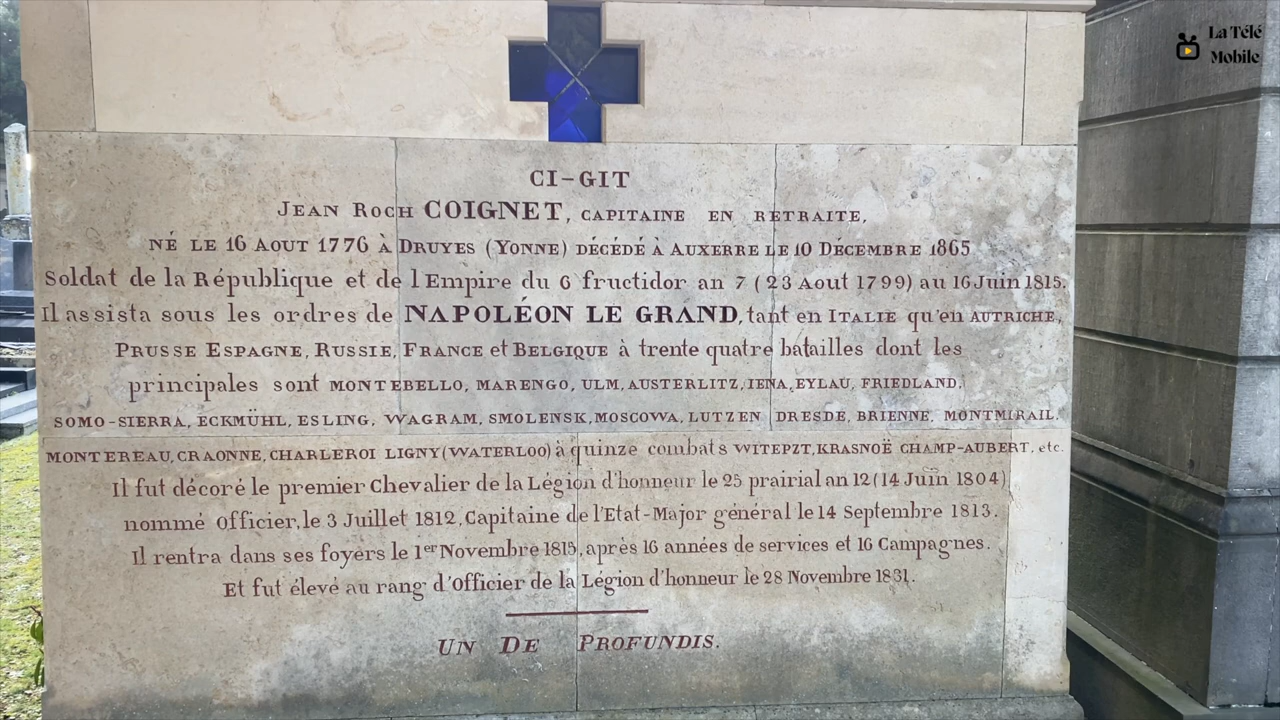 La Télé
Mobile
CI-GIT
JEAN ROCH COIGNET, CAPITAINE EN RETRAITE,
NÉ LE 16 AOUT 1776 À DRUYES (YONNE) DÉCÉDÉ À AUXERRE LE 10 DÉCEMBRE 1865
Soldat de la République et de l Empire du 6 fructidor an 7 (23 Aout 1799) au 16 Juin 1815.
Il assista sous les ordres de NAPOLÉON LE GRAND, tant en ITALIE qu'en AUTRICHE,
PRUSSE ESPAGNE, RUSSIE, FRANCE et BELGIQUE à trente quatre batailles dont les
principales sont MONTEBELLO, MARENGO, ULM, AUSTERLITZ, IENA, EYLAU, FRIEDLAND,
SOMO-SIERRA, ECKMÜHL, ESLING, WAGRAM, SMOLENSK, MOSCOWA, LUTZEN DRESDE, BRIENNE, MONTMIRAIL,
MONTEREAU, CRAONNE, CHARLEROI LIGNY (WATERLOO) à quinze combats WITEPZT, KRASNOË CHAMP-AUBERT, etc.
Il fut décoré le premier Chevalier de la Légion d'honneur le 25 prairial an 12 (14 Juin 1804)
nommé Officier, le 3 Juillet 1812, Capitaine de l'Etat-Major général le 14 Septembre 1813.
Il rentra dans ses foyers le 1er Novembre 1815, après 16 années de services et 16 Campagnes.
Et fut élevé au rang d'Officier de la Légion d'honneur le 28 Novembre 1831.
UN DE PROFUNDIS.